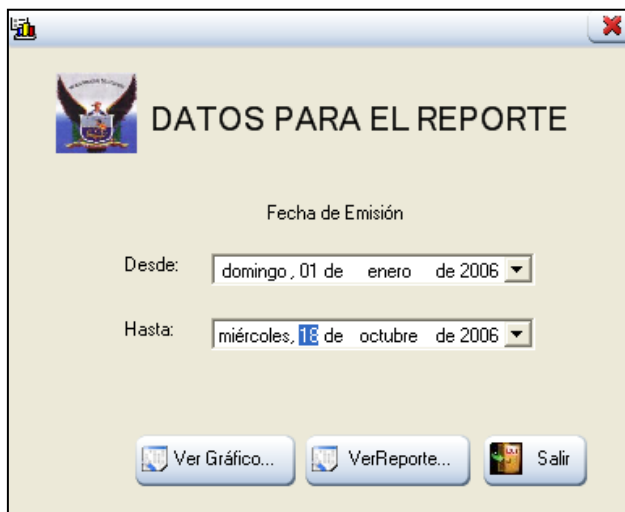 DATOS PARA EL REPORTE
Fecha de Emisión
Desde: domingo , 01 de enero de 2006
Hasta: miércoles, 18 de octubre de 2006
Ver Gráfico... VerReporte... Salir